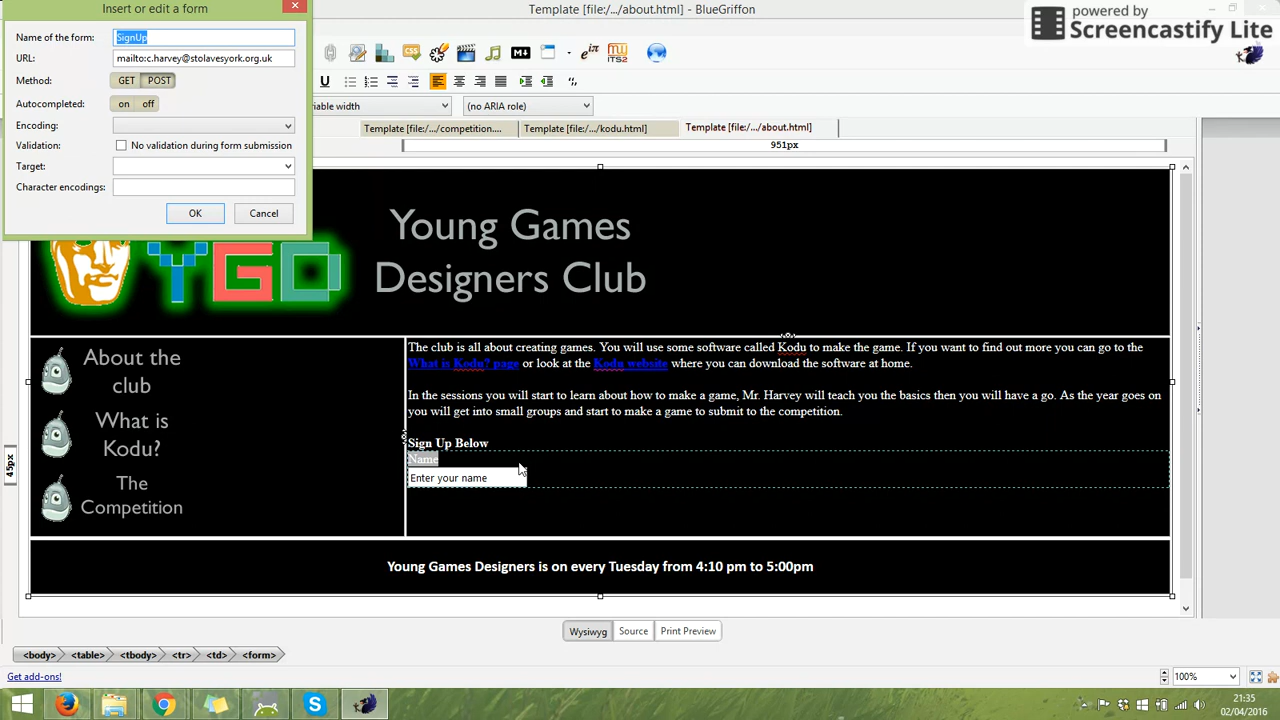 Insert or edit a form
Template [file:/.../about.html] - BlueGriffon
powered by
Screencastify Lite
Name of the form: SignUp
URL: mailto:c.harvey@stolavesyork.org.uk
Method: GET POST
Autocompleted: on off
Encoding:
Validation: No validation during form submission
Target:
Character encodings:
OK Cancel
CSS M↓ eiπ its2
U
riable width (no ARIA role)
Template [file:/.../competition.... Template [file:/.../kodu.html] Template [file:/.../about.html]
951px
45px
YGD
Young Games
Designers Club
About the
club
What is
Kodu?
The
Competition
The club is all about creating games. You will use some software called Kodu to make the game. If you want to find out more you can go to the
What is Kodu? page or look at the Kodu website where you can download the software at home.
In the sessions you will start to learn about how to make a game, Mr. Harvey will teach you the basics then you will have a go. As the year goes on
you will get into small groups and start to make a game to submit to the competition.
Sign Up Below
Name
Enter your name
Young Games Designers is on every Tuesday from 4:10 pm to 5:00pm
Wysiwyg Source Print Preview
<body> <table> <tbody> <tr> <td> <form>
Get add-ons! 100%
21:35
02/04/2016